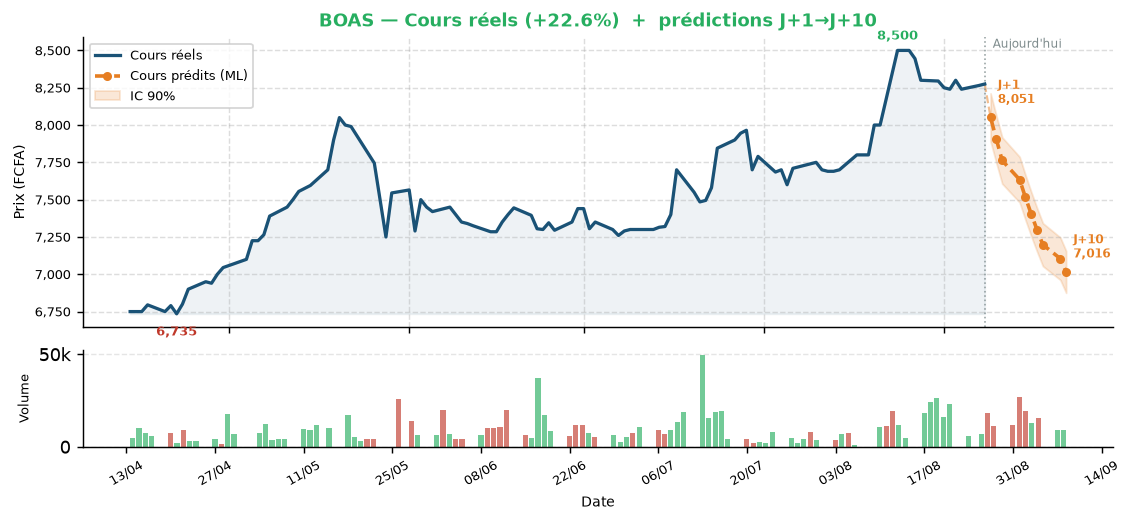 BOAS — Cours réels (+22.6%)  +  prédictions J+1→J+10
8,500
Aujourd'hui
Cours réels
Cours prédits (ML)
IC 90%
J+1
8,051
J+10
7,016
6,735
Prix (FCFA)
8,500
8,250
8,000
7,750
7,500
7,250
7,000
6,750
Volume
50k
0
13/04
27/04
11/05
25/05
08/06
22/06
06/07
20/07
03/08
17/08
31/08
14/09
Date